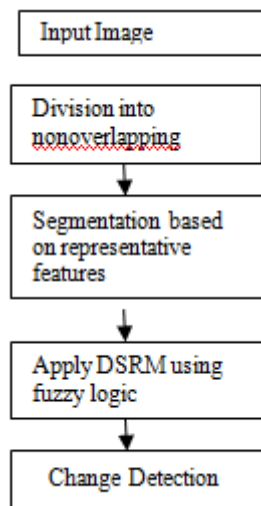 Input Image
Division into
nonoverlapping
Segmentation based
on representative
features
Apply DSRM using
fuzzy logic
Change Detection